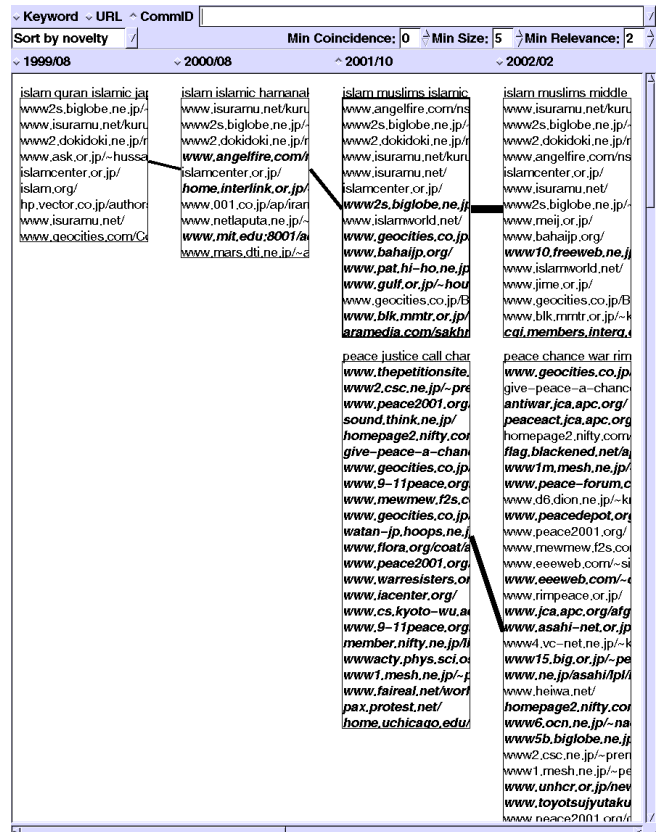 Keyword URL CommID
Sort by novelty Min Coincidence: 0 Min Size: 5 Min Relevance: 2
1999/08
islam quran islamic jap
www2s.biglobe.ne.jp/~
www.isuramu.net/kuru
www2.dokidoki.ne.jp/r
www.ask.or.jp/~hussa
islamcenter.or.jp/
islam.org/
hp.vector.co.jp/author
www.isuramu.net/
www.geocities.com/Co
2000/08
islam islamic hamanak
www.isuramu.net/kuru
www2s.biglobe.ne.jp/~
www2.dokidoki.ne.jp/r
www.angelfire.com/r
islamcenter.or.jp/
home.interlink.or.jp/
www.001.co.jp/ap/iran
www.netlaputa.ne.jp/~
www.mit.edu:8001/a
www.mars.dti.ne.jp/~a
2001/10
islam muslims islamic
www.angelfire.com/ns
www2s.biglobe.ne.jp/~
www2.dokidoki.ne.jp/r
www.isuramu.net/kuru
www.isuramu.net/
islamcenter.or.jp/
www2s.biglobe.ne.jp
www.islamworld.net/
www.geocities.co.jp
www.bahaijp.org/
www.pat.hi-ho.ne.jp
www.gulf.or.jp/~hou
www.geocities.co.jp/B
www.blk.mmtr.or.jp/
aramedia.com/sakhr
peace justice call char
www.thepetitionsite.
www2.csc.ne.jp/~pre
www.peace2001.org
sound.think.ne.jp/
homepage2.nifty.cor
give-peace-a-chan
www.geocities.co.jp
www.9-11peace.org
www.mewmew.f2s.c
www.geocities.co.jp
watan-jp.hoops.ne.j
www.flora.org/coat/a
www.peace2001.org
www.warresisters.or
www.iacenter.org/
www.cs.kyoto-wu.ac
www.9-11peace.org
member.nifty.ne.jp/li
wwwacty.phys.sci.o
www1.mesh.ne.jp/~p
www.faireal.net/worl
pax.protest.net/
home.uchicago.edu/
2002/02
islam muslims middle
www.isuramu.net/kuru
www2s.biglobe.ne.jp/~
www2.dokidoki.ne.jp/r
www.angelfire.com/ns
islamcenter.or.jp/
www.isuramu.net/
www2s.biglobe.ne.jp/~
www.meij.or.jp/
www.bahaijp.org/
www10.freeweb.ne.j
www.islamworld.net/
www.jime.or.jp/
www.geocities.co.jp/B
www.blk.mmtr.or.jp/~k
cgi.members.interq.
peace chance war rim
www.geocities.co.jp
give-peace-a-chanc
antiwar.jca.apc.org/
peaceact.jca.apc.org
homepage2.nifty.com
flag.blackened.net/a
www1m.mesh.ne.jp/
www.peace-forum.c
www.d6.dion.ne.jp/~kr
www.peacedepot.org
www.peace2001.org/
www.mewmew.f2s.co
www.eeeweb.com/~si
www.eeeweb.com/~c
www.rimpeace.or.jp/
www.jca.apc.org/afg
www.asahi-net.or.jp
www4.vc-net.ne.jp/~k
www15.big.or.jp/~pe
www.ne.jp/asahi/lpl/
www.heiwa.net/
homepage2.nifty.cor
www6.ocn.ne.jp/~na
www5b.biglobe.ne.jp
www2.csc.ne.jp/~prer
www1.mesh.ne.jp/~pe
www.unhcr.or.jp/new
www.toyotsujyutaku
www.peace2001.org/r